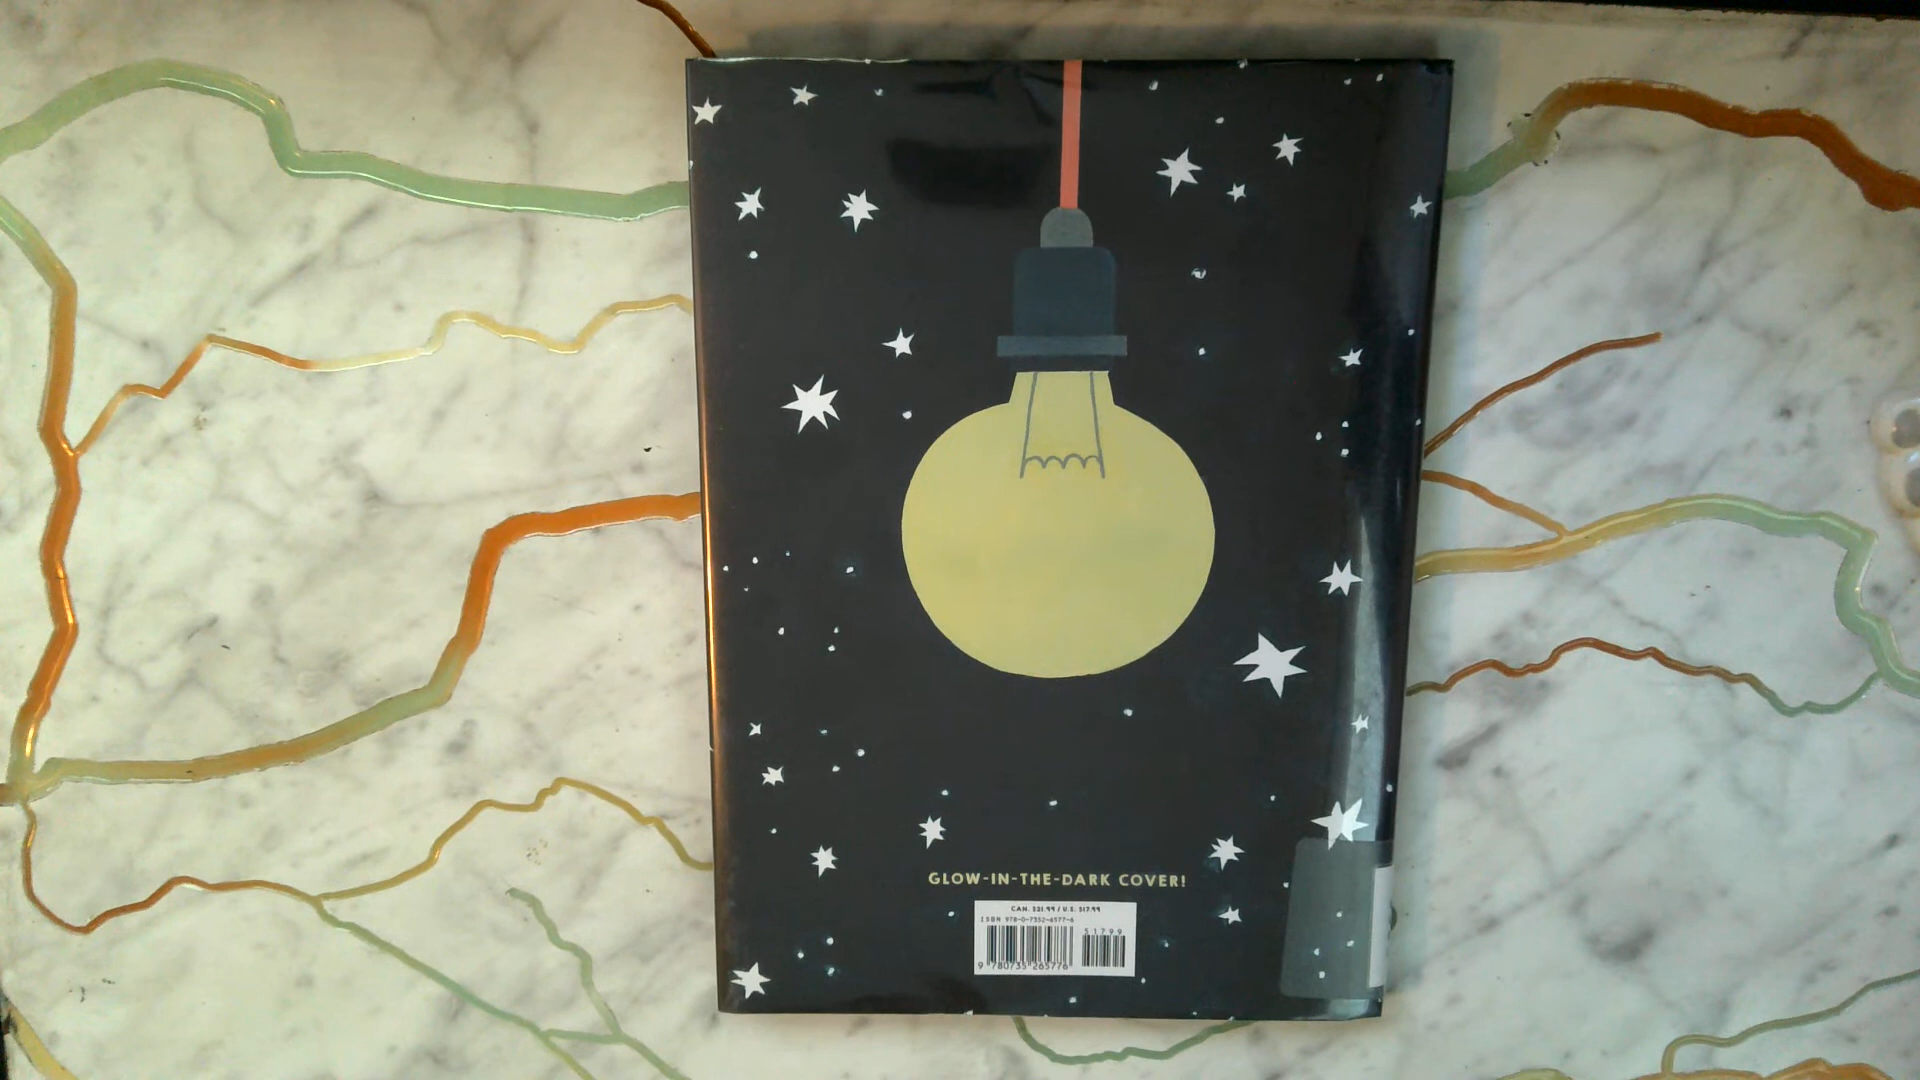 GLOW-IN-THE-DARK COVER!
CAN. $21.99 / U.S. $17.99
ISBN 978-0-7352-6577-6
51799
9 780735 265776